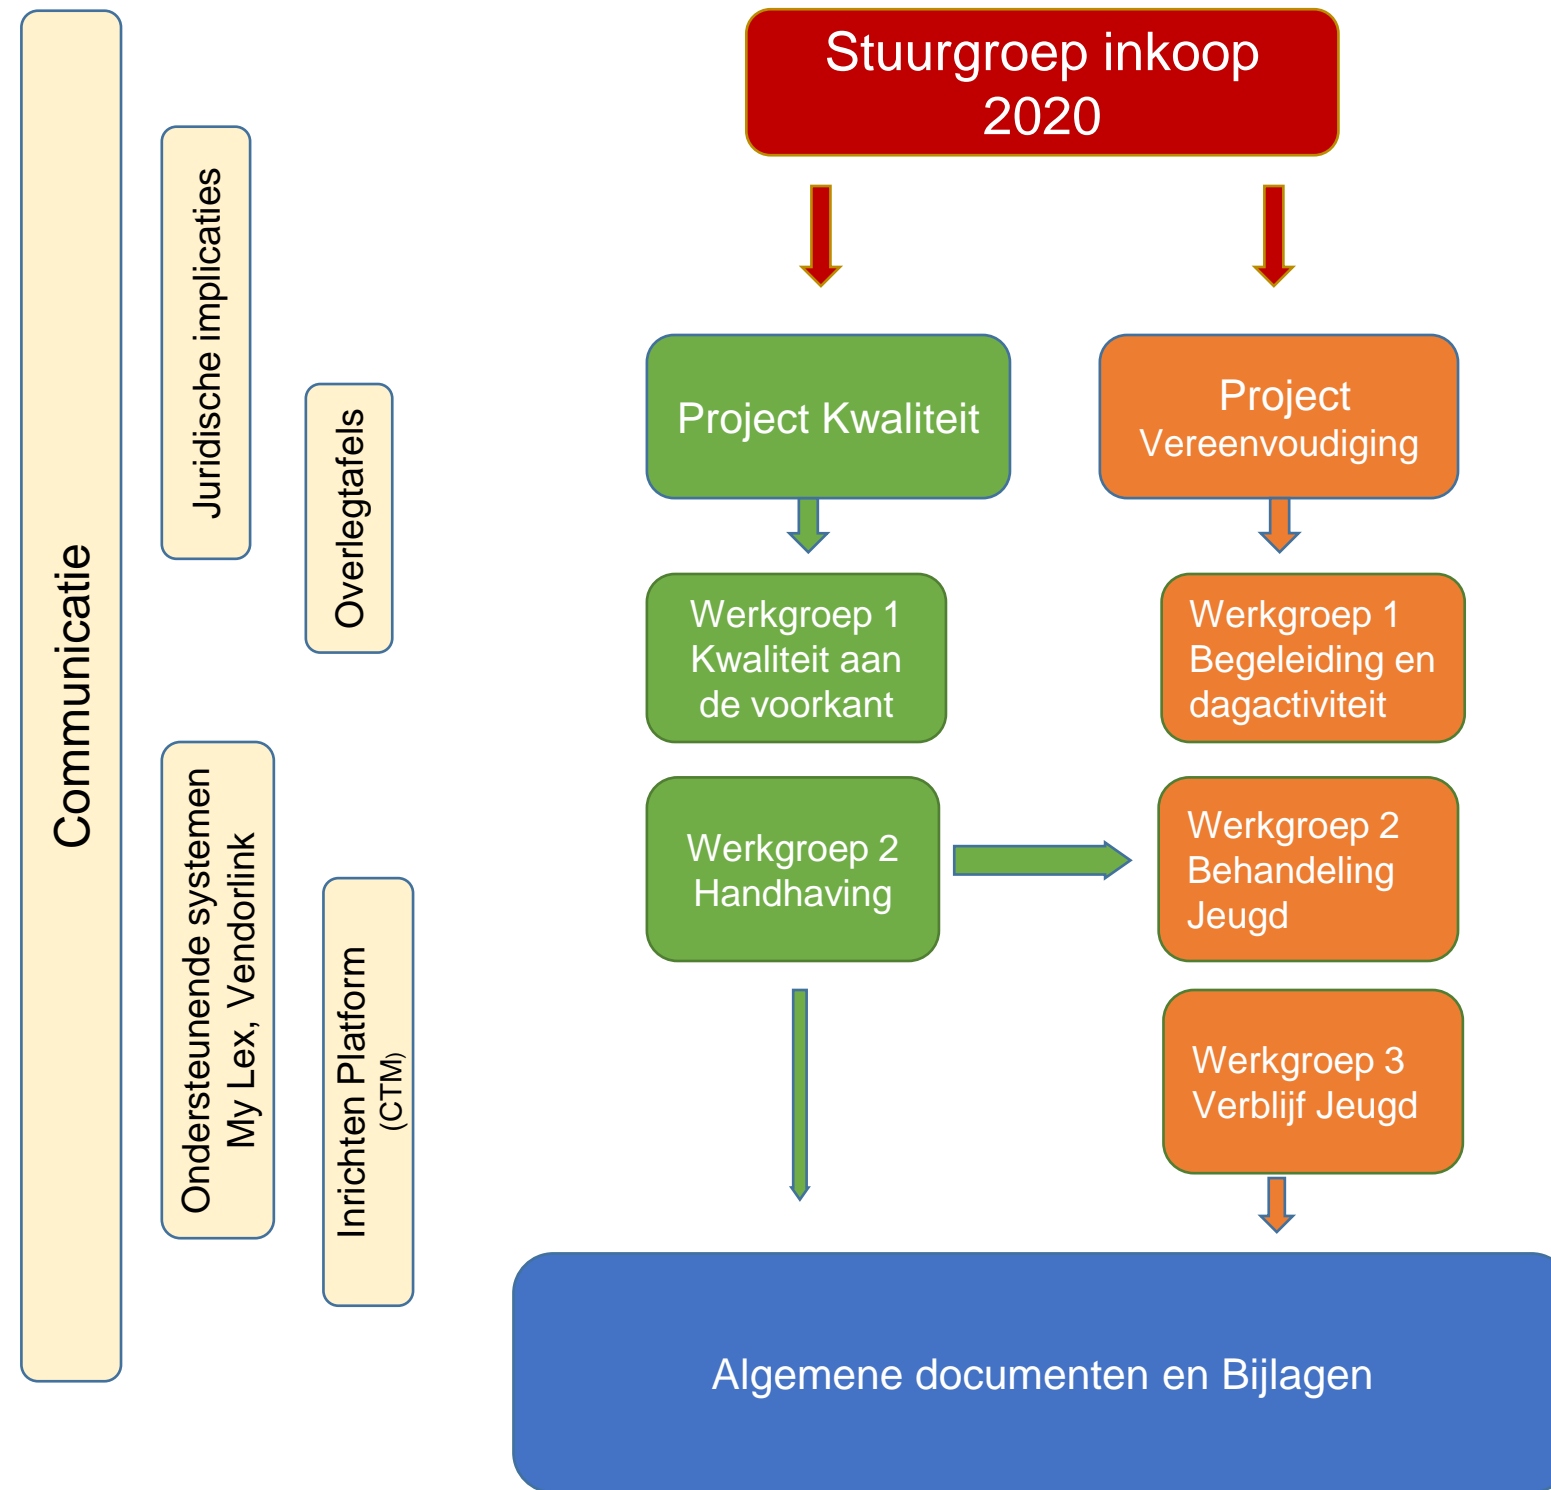 Communicatie
Juridische implicaties
Overlegtafels
Ondersteunende systemen
My Lex, Vendorlink
Inrichten Platform
(CTM)
Stuurgroep inkoop
2020
Project Kwaliteit
Project
Vereenvoudiging
Werkgroep 1
Kwaliteit aan
de voorkant
Werkgroep 1
Begeleiding en
dagactiviteit
Werkgroep 2
Handhaving
Werkgroep 2
Behandeling
Jeugd
Werkgroep 3
Verblijf Jeugd
Algemene documenten en Bijlagen